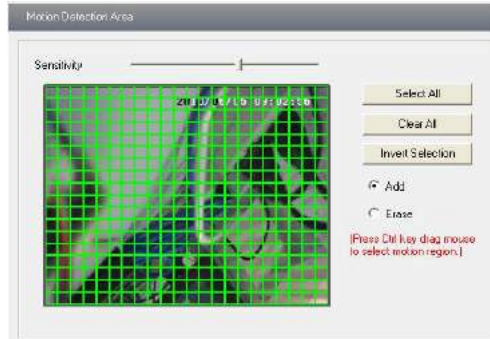 Motion Detection Area
Sensitivity
Select All
Clear All
Invert Selection
Add
Erase
[Press Ctrl key drag mouse
to select motion region.]